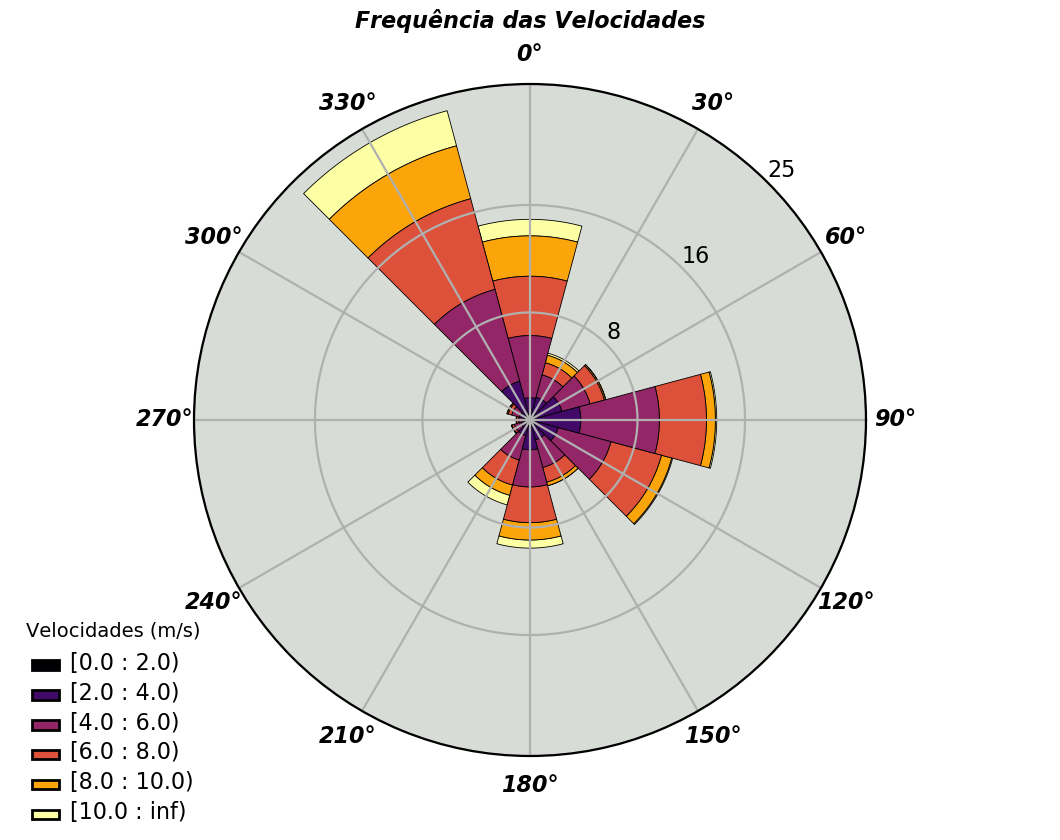 Frequência das Velocidades
0°
330°
30°
25
300°
60°
16
8
270°
90°
240°
120°
210°
150°
180°
Velocidades (m/s)
[0.0 : 2.0)
[2.0 : 4.0)
[4.0 : 6.0)
[6.0 : 8.0)
[8.0 : 10.0)
[10.0 : inf)